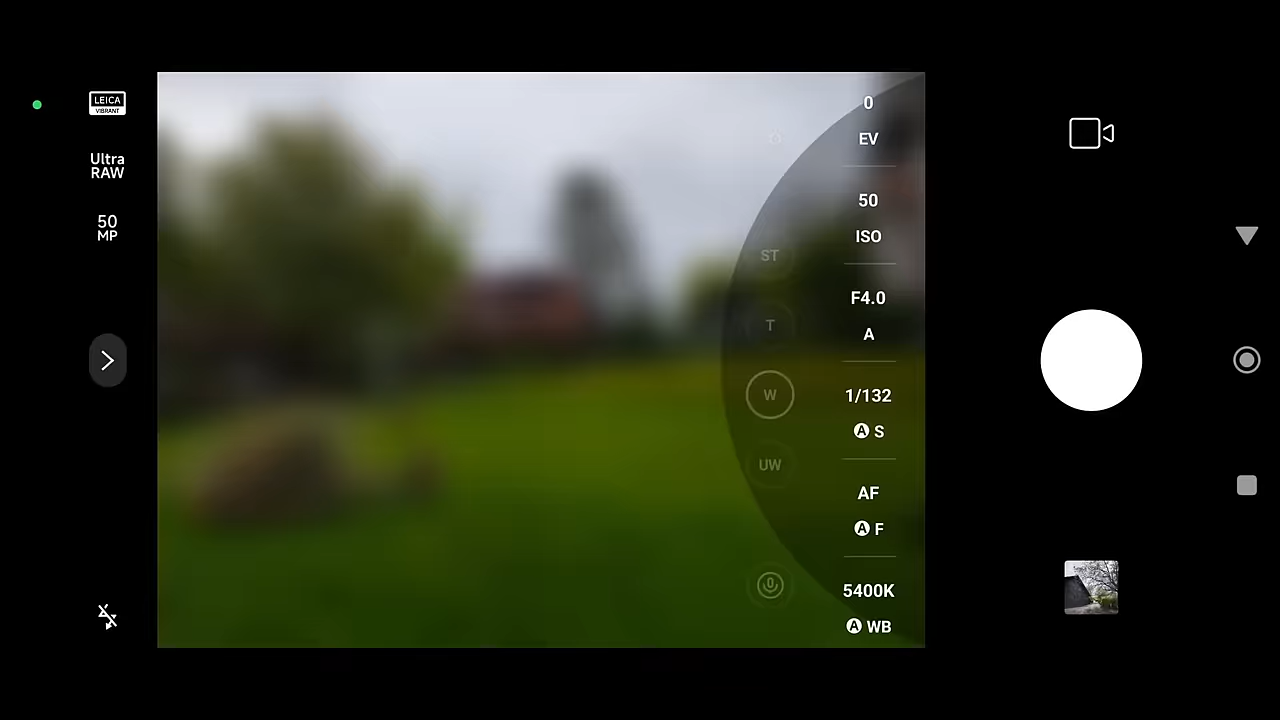 LEICA
VIBRANT
Ultra
RAW
50
MP
ST
T
W
UW
0
EV
50
ISO
F4.0
A
1/132
A S
AF
A F
5400K
A WB